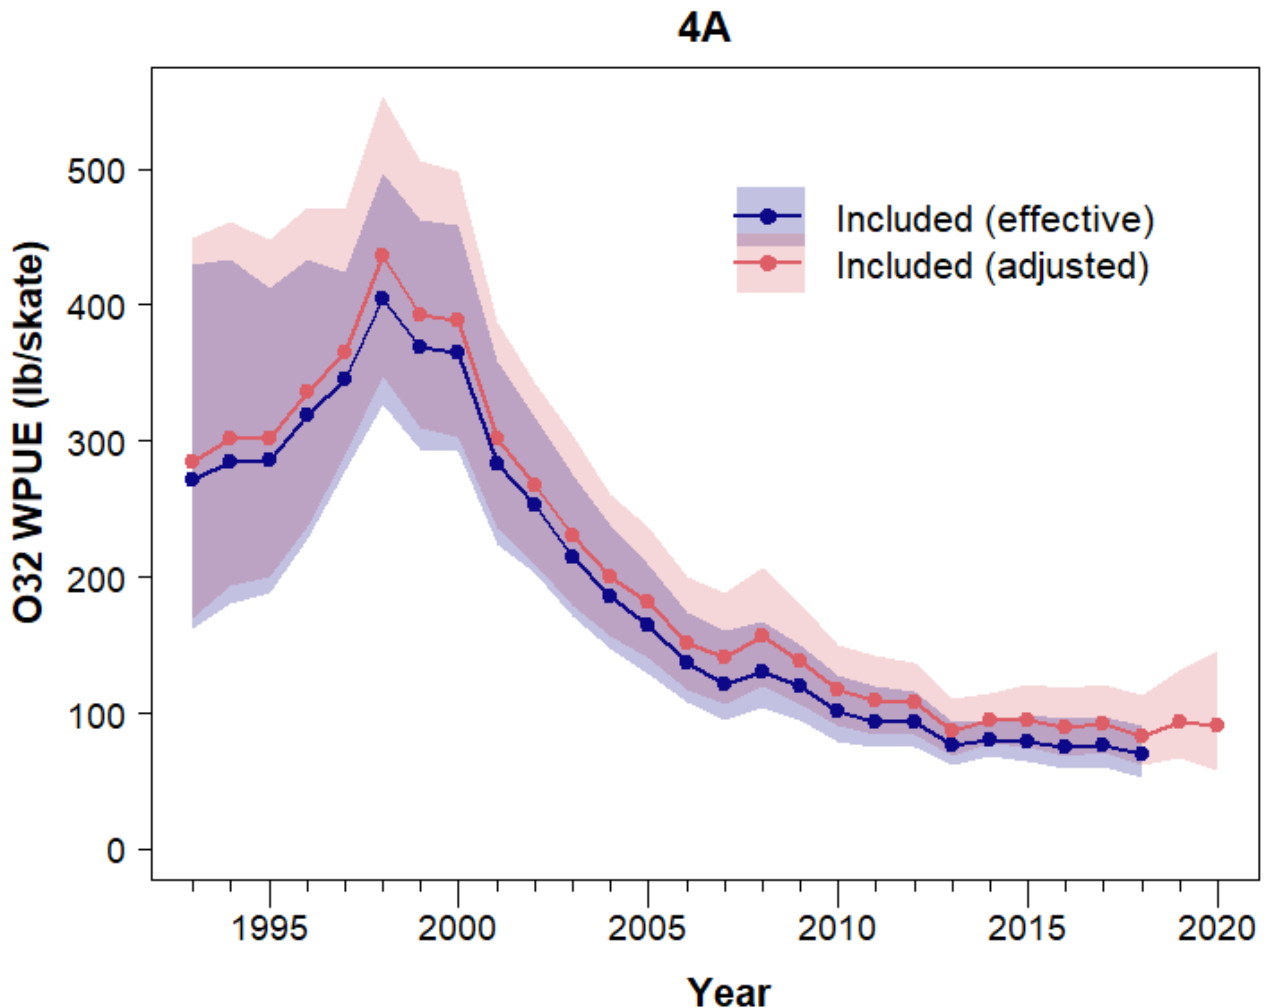 4A
O32 WPUE (lb/skate)
500
400
300
200
100
0
Included (effective)
Included (adjusted)
1995 2000 2005 2010 2015 2020
Year